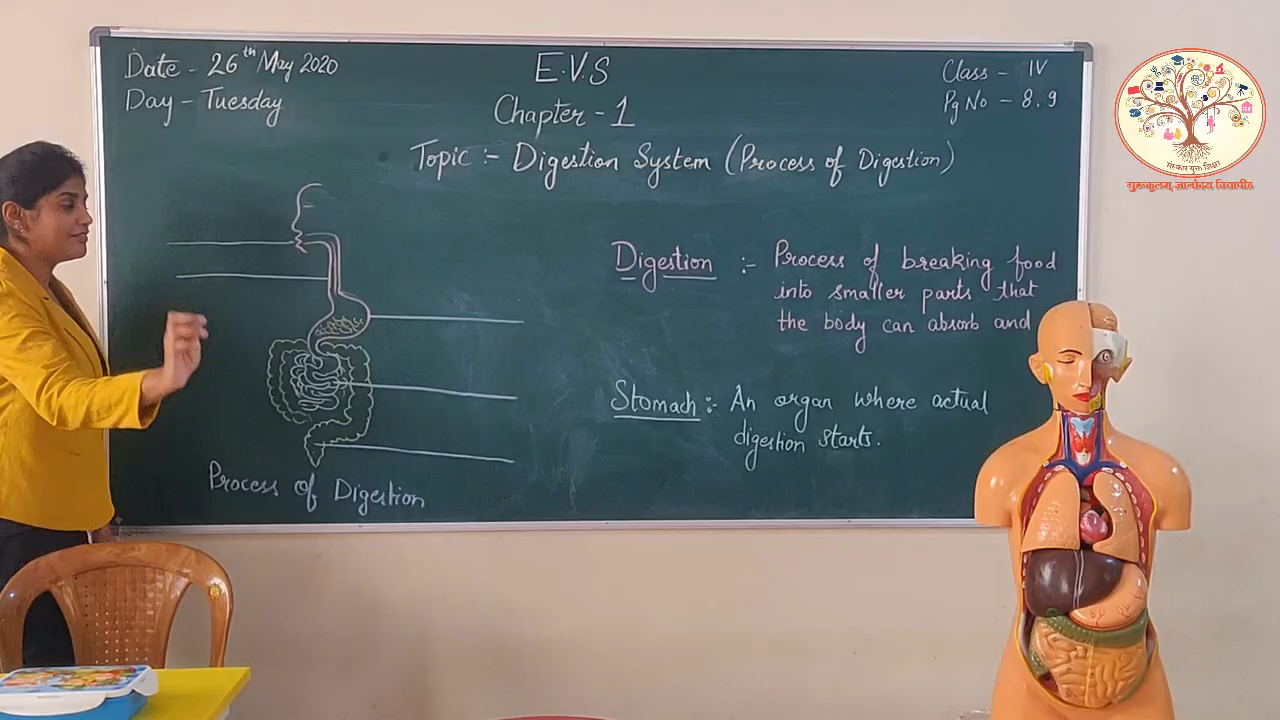 Date - 26th May 2020
Day - Tuesday
E.V.S
Chapter - 1
Class - IV
Pg No - 8.9
Topic :- Digestion System (Process of Digestion)
Digestion :- Process of breaking food
into smaller parts that
the body can absorb and
Stomach :- An organ where actual
digestion starts.
Process of Digestion
संस्कार युक्त शिक्षा
गुरूकुलम् ज्ञानोदय विद्यापीठ